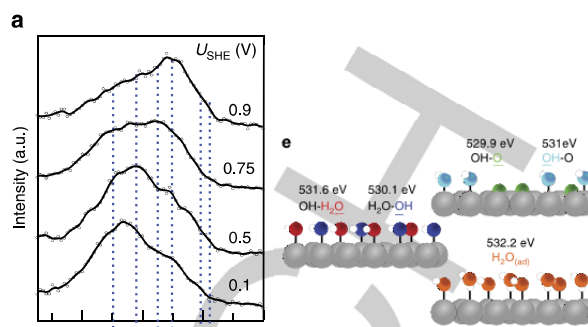 a
U_SHE (V)
0.9
0.75
0.5
0.1
Intensity (a.u.)
e
529.9 eV
OH-O
531eV
OH-O
531.6 eV
OH-H₂O
530.1 eV
H₂O-OH
532.2 eV
H₂O(ad)